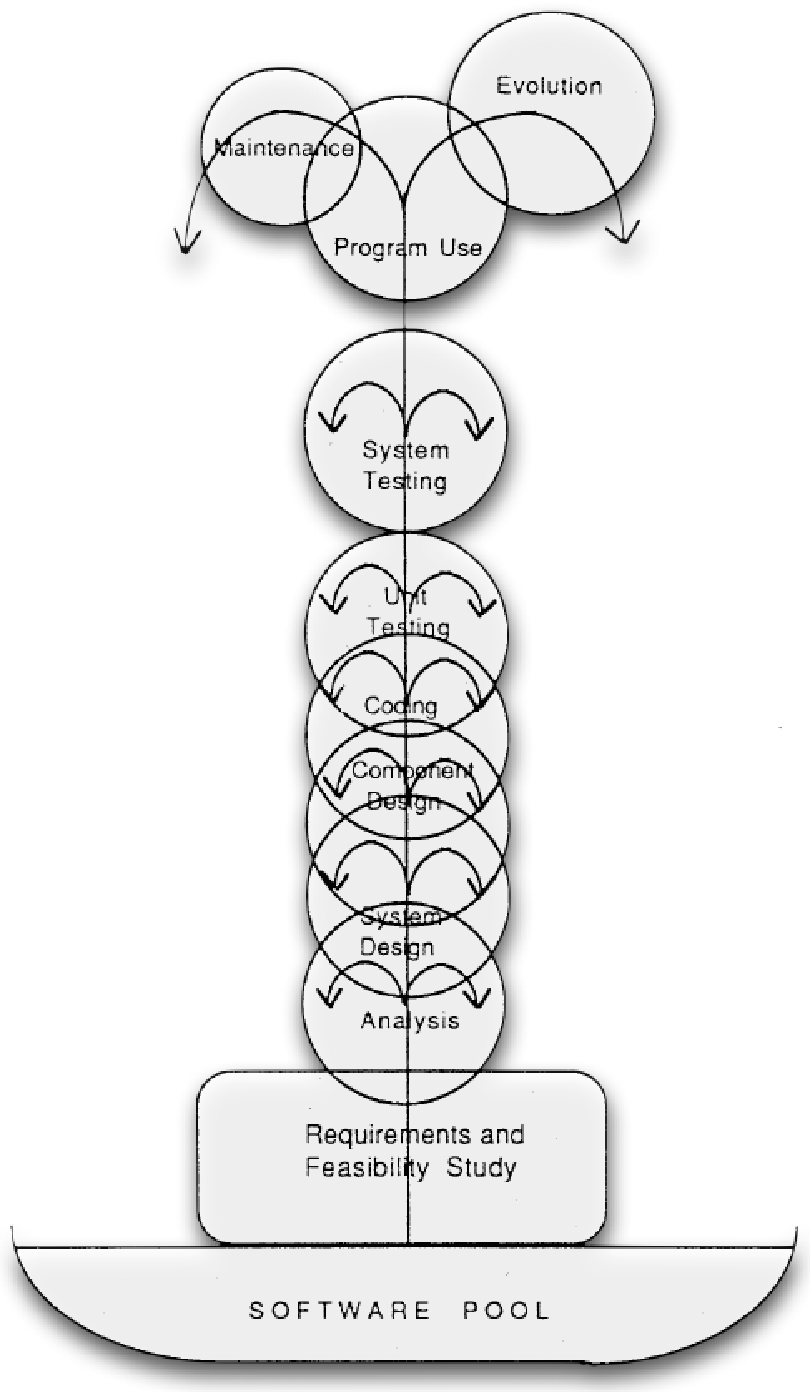 Evolution
Maintenance
Program Use
System
Testing
Unit
Testing
Coding
Component
Design
System
Design
Analysis
Requirements and
Feasibility Study
SOFTWARE POOL